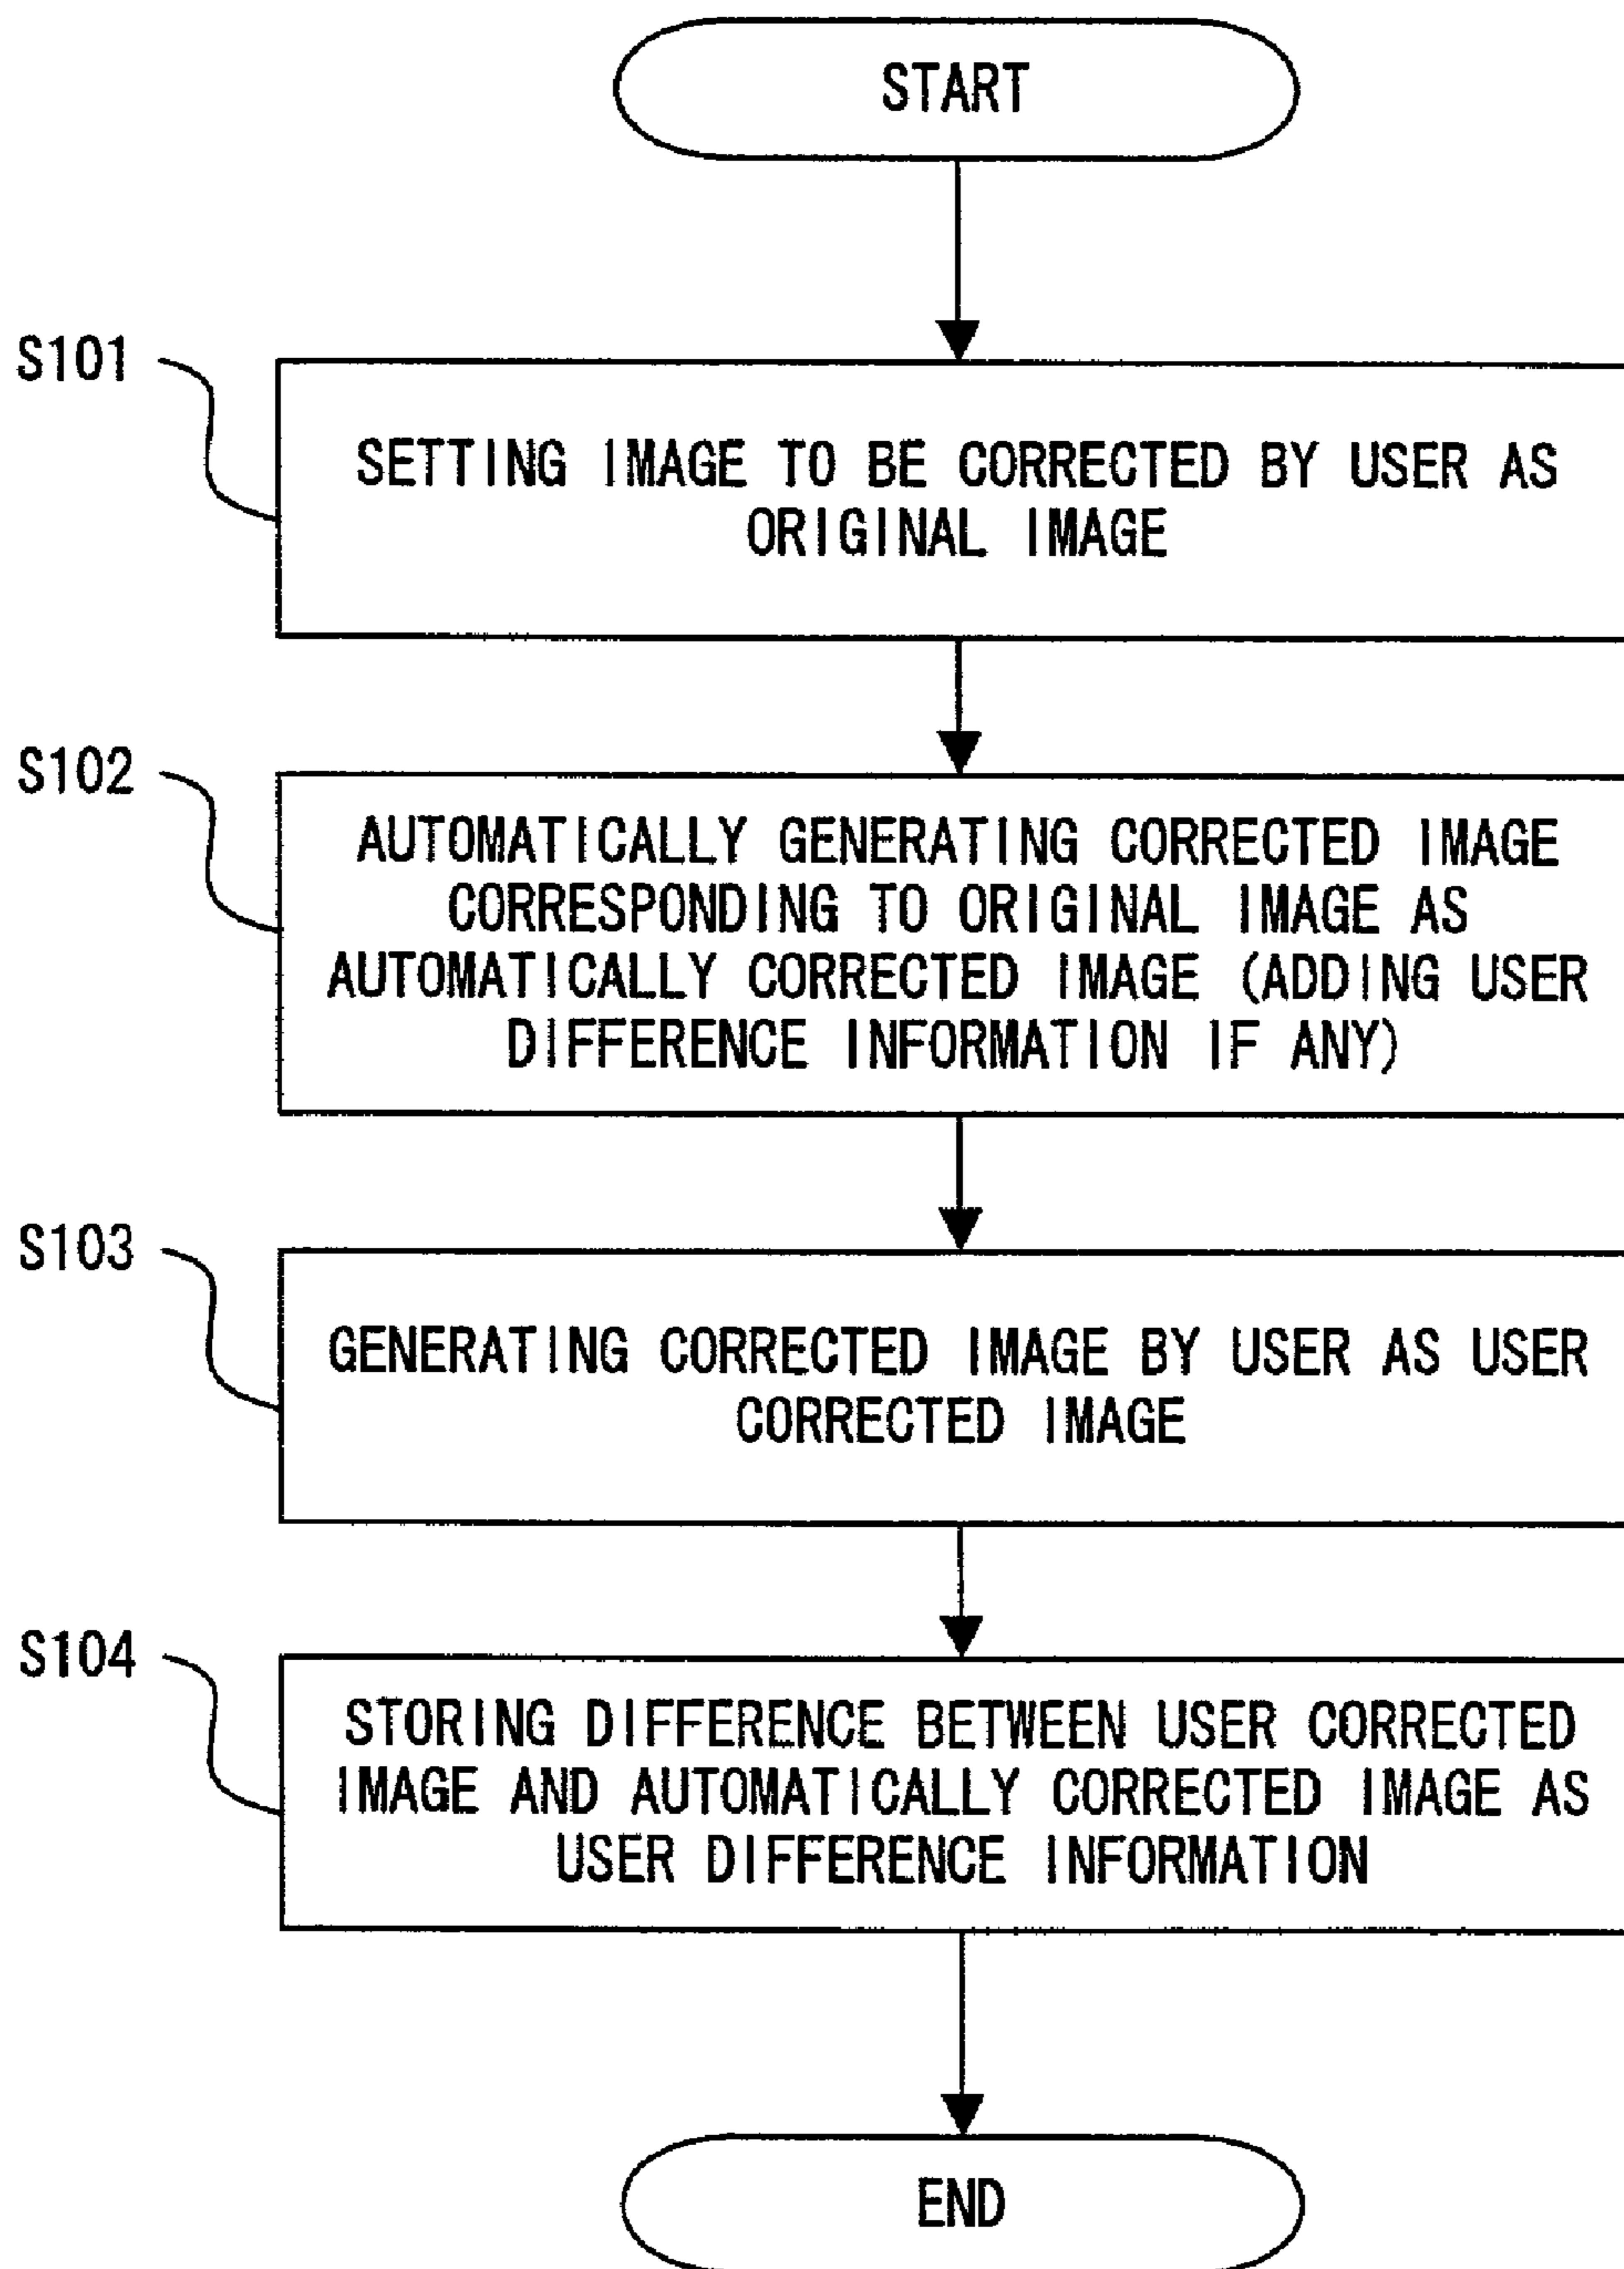 START
S101
SETTING IMAGE TO BE CORRECTED BY USER AS
ORIGINAL IMAGE
S102
AUTOMATICALLY GENERATING CORRECTED IMAGE
CORRESPONDING TO ORIGINAL IMAGE AS
AUTOMATICALLY CORRECTED IMAGE (ADDING USER
DIFFERENCE INFORMATION IF ANY)
S103
GENERATING CORRECTED IMAGE BY USER AS USER
CORRECTED IMAGE
S104
STORING DIFFERENCE BETWEEN USER CORRECTED
IMAGE AND AUTOMATICALLY CORRECTED IMAGE AS
USER DIFFERENCE INFORMATION
END